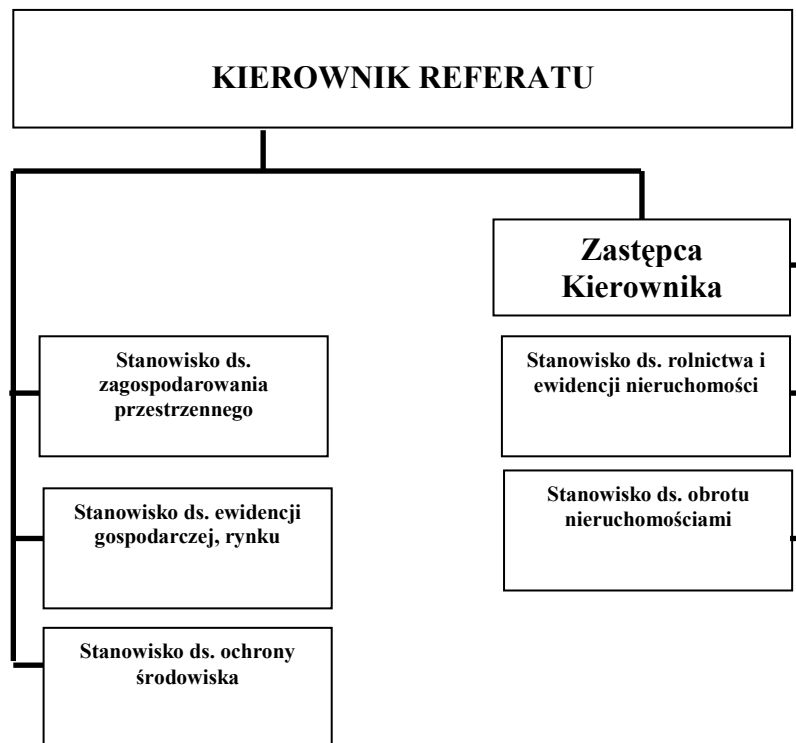 KIEROWNIK REFERATU
Zastępca
Kierownika
Stanowisko ds.
zagospodarowania
przestrzennego
Stanowisko ds. rolnictwa i
ewidencji nieruchomości
Stanowisko ds. ewidencji
gospodarczej, rynku
Stanowisko ds. obrotu
nieruchomościami
Stanowisko ds. ochrony
środowiska